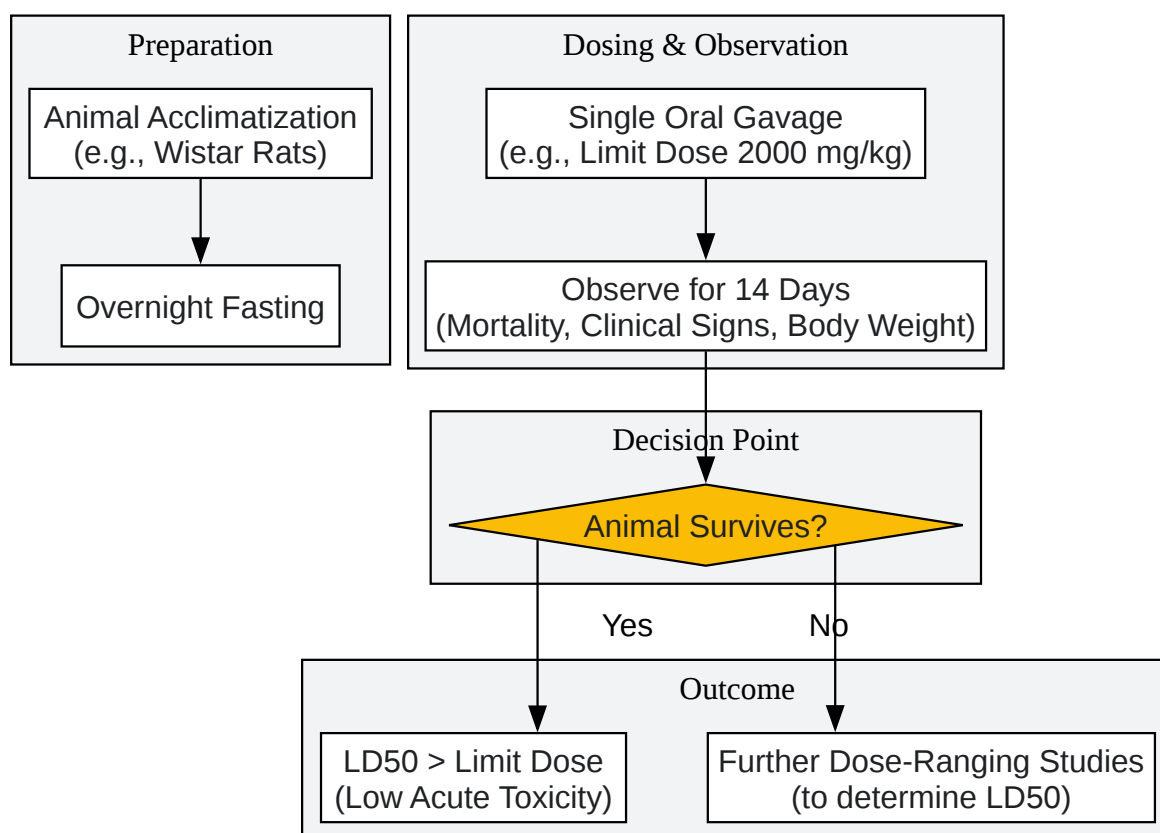 Preparation
Animal Acclimatization
(e.g., Wistar Rats)
Overnight Fasting
Dosing & Observation
Single Oral Gavage
(e.g., Limit Dose 2000 mg/kg)
Observe for 14 Days
(Mortality, Clinical Signs, Body Weight)
Decision Point
Animal Survives?
Yes
No
Outcome
LD50 > Limit Dose
(Low Acute Toxicity)
Further Dose-Ranging Studies
(to determine LD50)